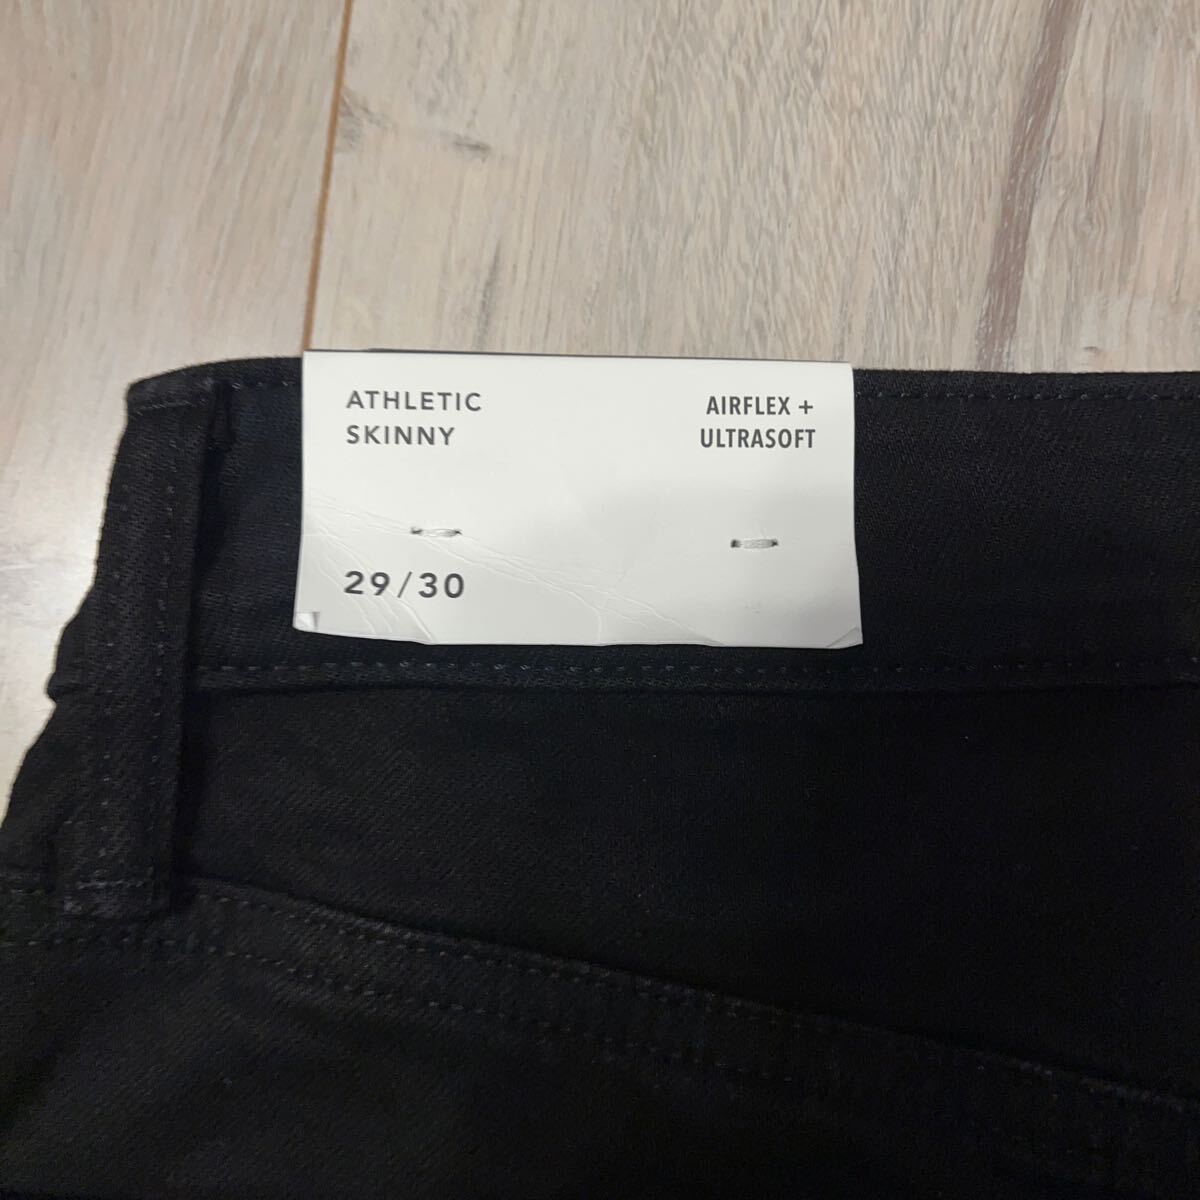 ATHLETIC
SKINNY
AIRFLEX +
ULTRASOFT
29/30